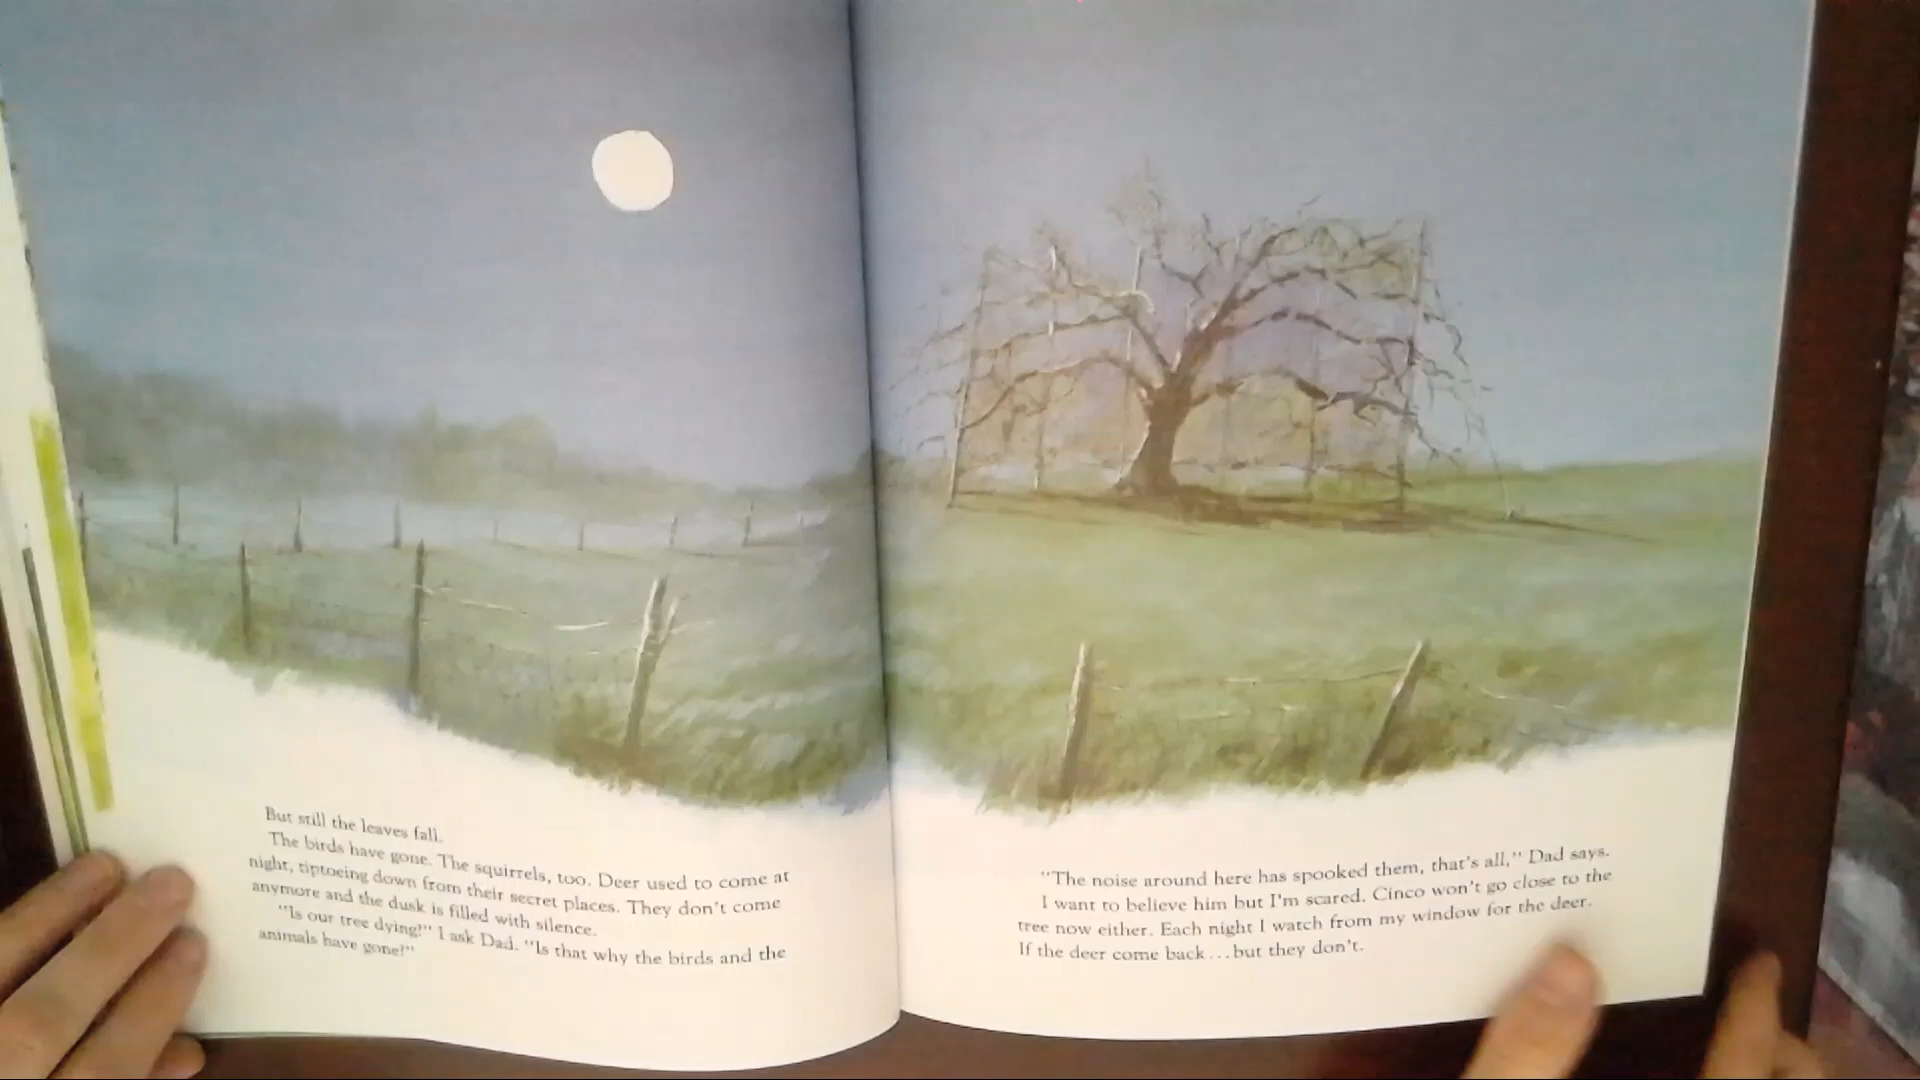 But still the leaves fall.
The birds have gone. The squirrels, too. Deer used to come at
night, tiptoeing down from their secret places. They don't come
anymore and the dusk is filled with silence.
"Is our tree dying?" I ask Dad. "Is that why the birds and the
animals have gone?"
"The noise around here has spooked them, that's all," Dad says.
I want to believe him but I'm scared. Cinco won't go close to the
tree now either. Each night I watch from my window for the deer.
If the deer come back...but they don't.